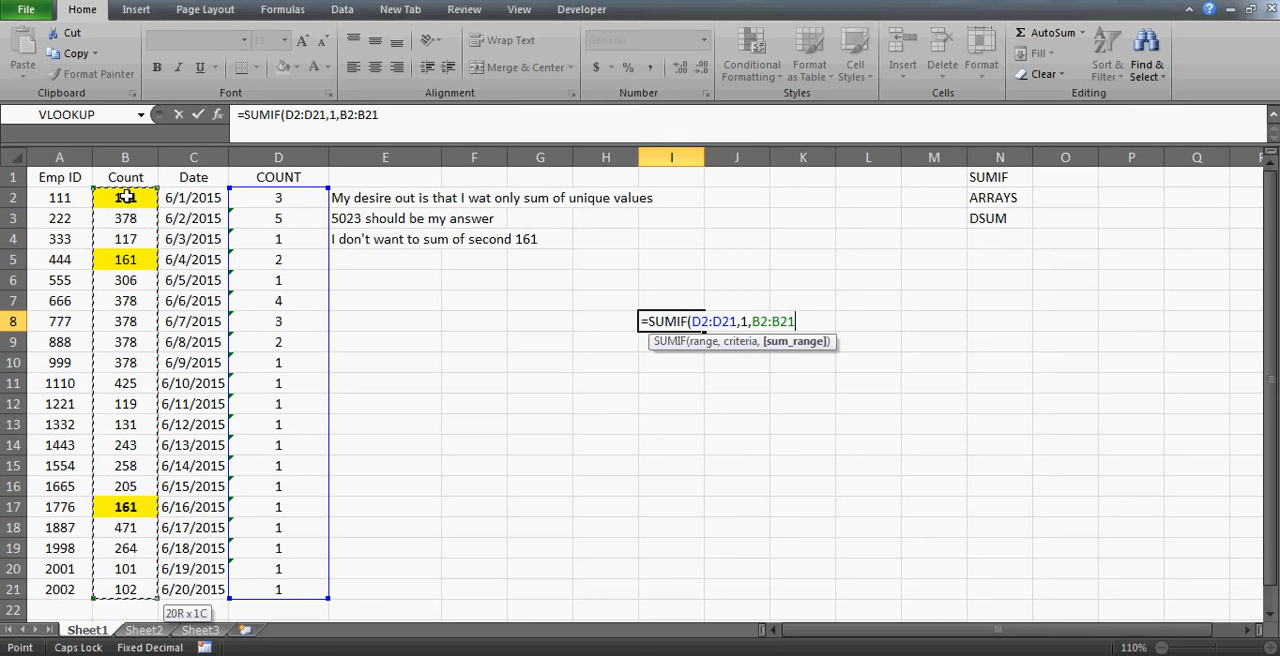 File Home Insert Page Layout Formulas Data New Tab Review View Developer
Cut
Copy
Format Painter
Paste
Clipboard
B I U
Font
Wrap Text
Merge & Center
Alignment
General
$ % ,
Number
Conditional Formatting
Format as Table
Cell Styles
Styles
Insert Delete Format
Cells
AutoSum
Fill
Clear
Sort & Filter
Find & Select
Editing
VLOOKUP fx =SUMIF(D2:D21,1,B2:B21
A B C D E F G H I J K L M N O P Q
1 Emp ID Count Date COUNT SUMIF
2 111 6/1/2015 3 My desire out is that I wat only sum of unique values ARRAYS
3 222 378 6/2/2015 5 5023 should be my answer DSUM
4 333 117 6/3/2015 1 I don't want to sum of second 161
5 444 161 6/4/2015 2
6 555 306 6/5/2015 1
7 666 378 6/6/2015 4
8 777 378 6/7/2015 3 =SUMIF(D2:D21,1,B2:B21
9 888 378 6/8/2015 2 SUMIF(range, criteria, [sum_range])
10 999 378 6/9/2015 1
11 1110 425 6/10/2015 1
12 1221 119 6/11/2015 1
13 1332 131 6/12/2015 1
14 1443 243 6/13/2015 1
15 1554 258 6/14/2015 1
16 1665 205 6/15/2015 1
17 1776 161 6/16/2015 1
18 1887 471 6/17/2015 1
19 1998 264 6/18/2015 1
20 2001 101 6/19/2015 1
21 2002 102 6/20/2015 1
22 20R x 1C
Sheet1 Sheet2 Sheet3
Point Caps Lock Fixed Decimal 110%